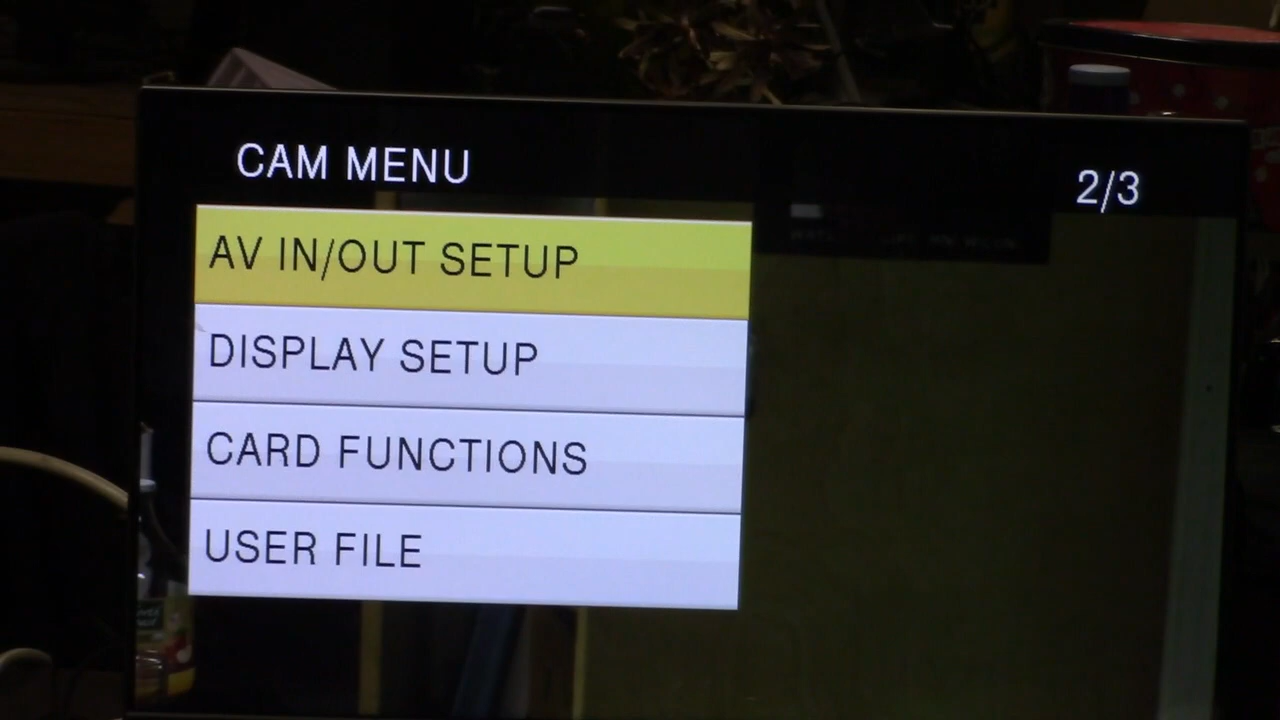 CAM MENU
2/3
AV IN/OUT SETUP
DISPLAY SETUP
CARD FUNCTIONS
USER FILE